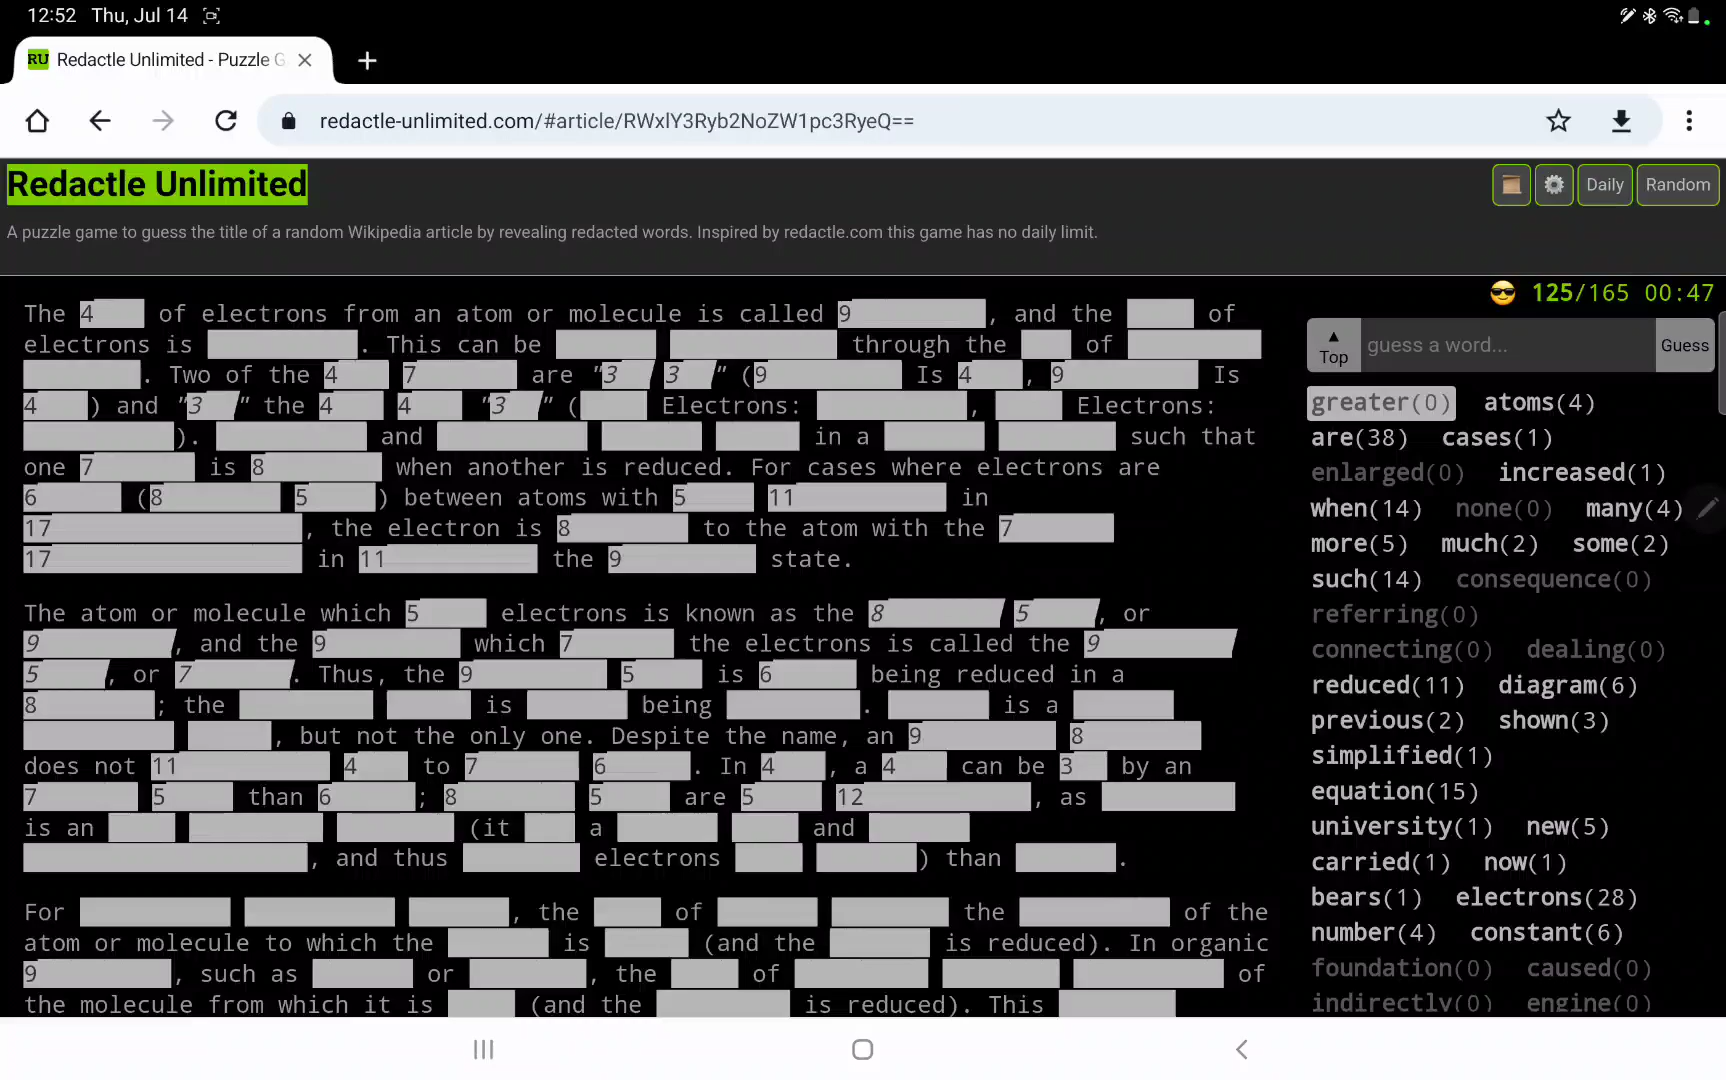 12:52 Thu, Jul 14
RU Redactle Unlimited - Puzzle G
redactle-unlimited.com/#article/RWxlY3Ryb2NoZW1pc3RyeQ==
Redactle Unlimited
Daily Random
A puzzle game to guess the title of a random Wikipedia article by revealing redacted words. Inspired by redactle.com this game has no daily limit.
125/165 00:47
▲ Top guess a word... Guess
The 4 of electrons from an atom or molecule is called 9 , and the of
electrons is . This can be through the of
. Two of the 4 7 are "3 3 " (9 Is 4 , 9 Is
4 ) and "3 " the 4 4 "3 " ( Electrons: , Electrons:
). and in a such that
one 7 is 8 when another is reduced. For cases where electrons are
6 (8 5 ) between atoms with 5 11 in
17 , the electron is 8 to the atom with the 7
17 in 11 the 9 state.
The atom or molecule which 5 electrons is known as the 8 5 , or
9 , and the 9 which 7 the electrons is called the 9
5 , or 7 . Thus, the 9 5 is 6 being reduced in a
8 ; the is being . is a
, but not the only one. Despite the name, an 9 8
does not 11 4 to 7 6 . In 4 , a 4 can be 3 by an
7 5 than 6 ; 8 5 are 5 12 , as
is an (it a and
, and thus electrons ) than .
For , the of the of the
atom or molecule to which the is (and the is reduced). In organic
9 , such as or , the of of
the molecule from which it is (and the is reduced). This
greater(0) atoms(4)
are(38) cases(1)
enlarged(0) increased(1)
when(14) none(0) many(4)
more(5) much(2) some(2)
such(14) consequence(0)
referring(0)
connecting(0) dealing(0)
reduced(11) diagram(6)
previous(2) shown(3)
simplified(1)
equation(15)
university(1) new(5)
carried(1) now(1)
bears(1) electrons(28)
number(4) constant(6)
foundation(0) caused(0)
indirectly(0) engine(0)